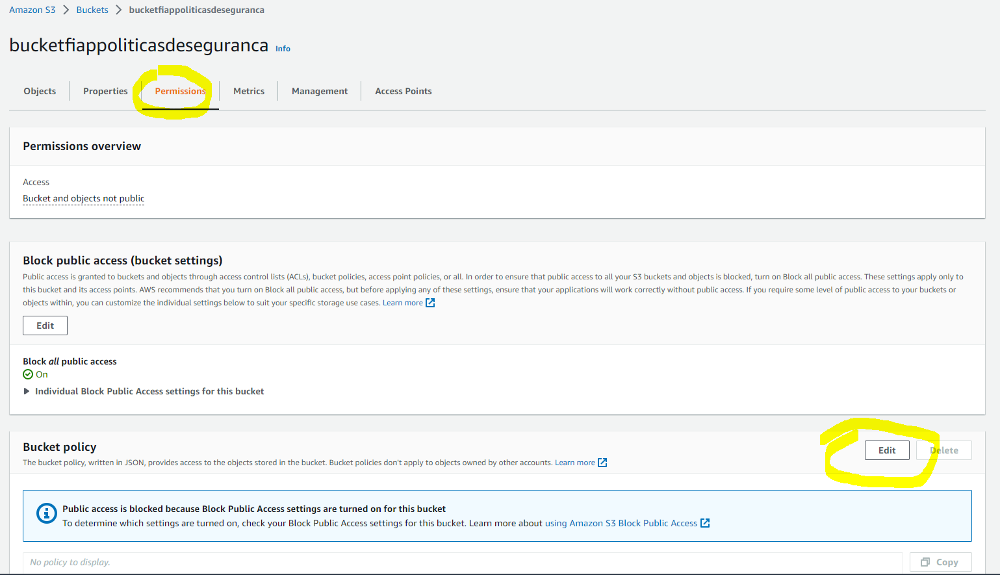 Amazon S3 > Buckets > bucketfiappoliticasdeseguranca
bucketfiappoliticasdeseguranca Info
Objects Properties Permissions Metrics Management Access Points
Permissions overview
Access
Bucket and objects not public
Block public access (bucket settings)
Public access is granted to buckets and objects through access control lists (ACLs), bucket policies, access point policies, or all. In order to ensure that public access to all your S3 buckets and objects is blocked, turn on Block all public access. These settings apply only to
this bucket and its access points. AWS recommends that you turn on Block all public access, but before applying any of these settings, ensure that your applications will work correctly without public access. If you require some level of public access to your buckets or
objects within, you can customize the individual settings below to suit your specific storage use cases. Learn more
Edit
Block all public access
On
Individual Block Public Access settings for this bucket
Bucket policy
Edit Delete
The bucket policy, written in JSON, provides access to the objects stored in the bucket. Bucket policies don't apply to objects owned by other accounts. Learn more
Public access is blocked because Block Public Access settings are turned on for this bucket
To determine which settings are turned on, check your Block Public Access settings for this bucket. Learn more about using Amazon S3 Block Public Access
No policy to display.
Copy